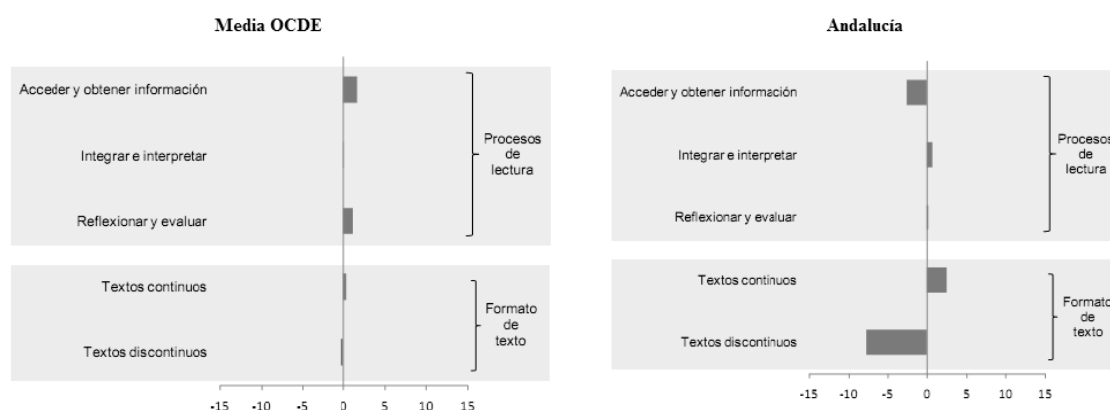 Media OCDE
Acceder y obtener información
Integrar e interpretar
Reflexionar y evaluar
Procesos
de
lectura
Textos continuos
Textos discontinuos
Formato
de
texto
-15 -10 -5 0 5 10 15
Andalucía
Acceder y obtener información
Integrar e interpretar
Reflexionar y evaluar
Procesos
de
lectura
Textos continuos
Textos discontinuos
Formato
de
texto
-15 -10 -5 0 5 10 15